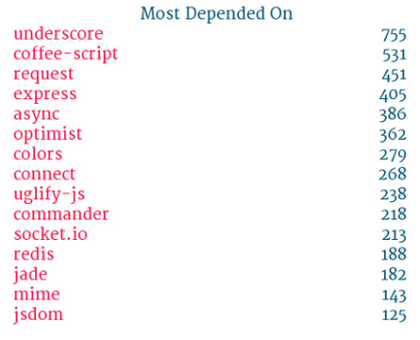 Most Depended On
underscore 755
coffee-script 531
request 451
express 405
async 386
optimist 362
colors 279
connect 268
uglify-js 238
commander 218
socket.io 213
redis 188
jade 182
mime 143
jsdom 125